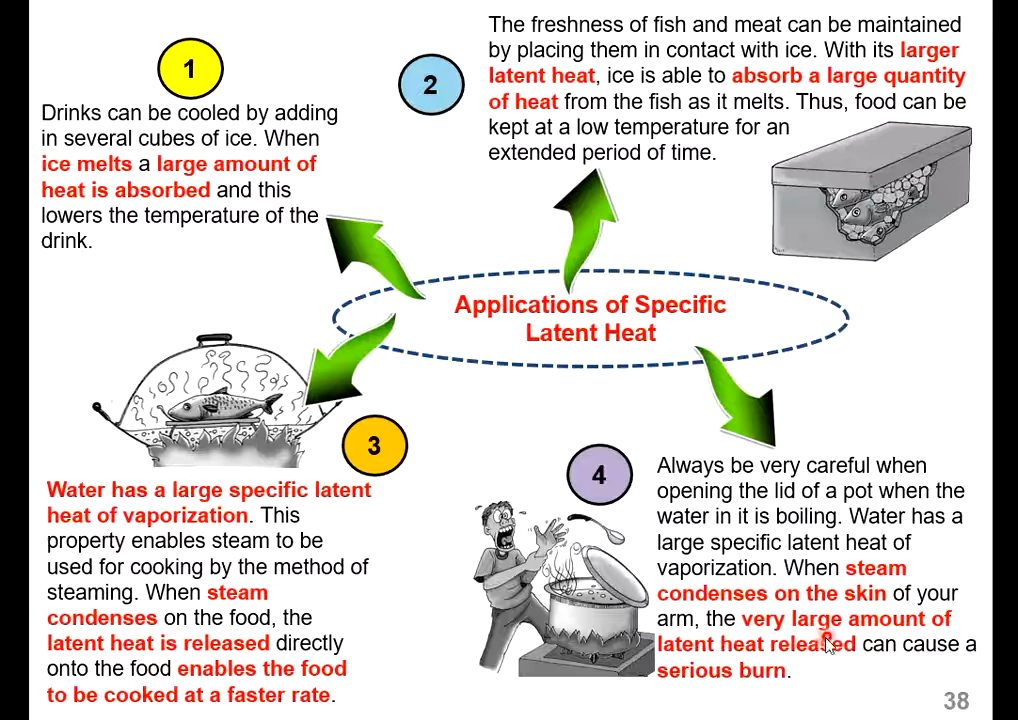 1
Drinks can be cooled by adding
in several cubes of ice. When
ice melts a large amount of
heat is absorbed and this
lowers the temperature of the
drink.
2
The freshness of fish and meat can be maintained
by placing them in contact with ice. With its larger
latent heat, ice is able to absorb a large quantity
of heat from the fish as it melts. Thus, food can be
kept at a low temperature for an
extended period of time.
Applications of Specific
Latent Heat
3
Water has a large specific latent
heat of vaporization. This
property enables steam to be
used for cooking by the method of
steaming. When steam
condenses on the food, the
latent heat is released directly
onto the food enables the food
to be cooked at a faster rate.
4
Always be very careful when
opening the lid of a pot when the
water in it is boiling. Water has a
large specific latent heat of
vaporization. When steam
condenses on the skin of your
arm, the very large amount of
latent heat released can cause a
serious burn.
38